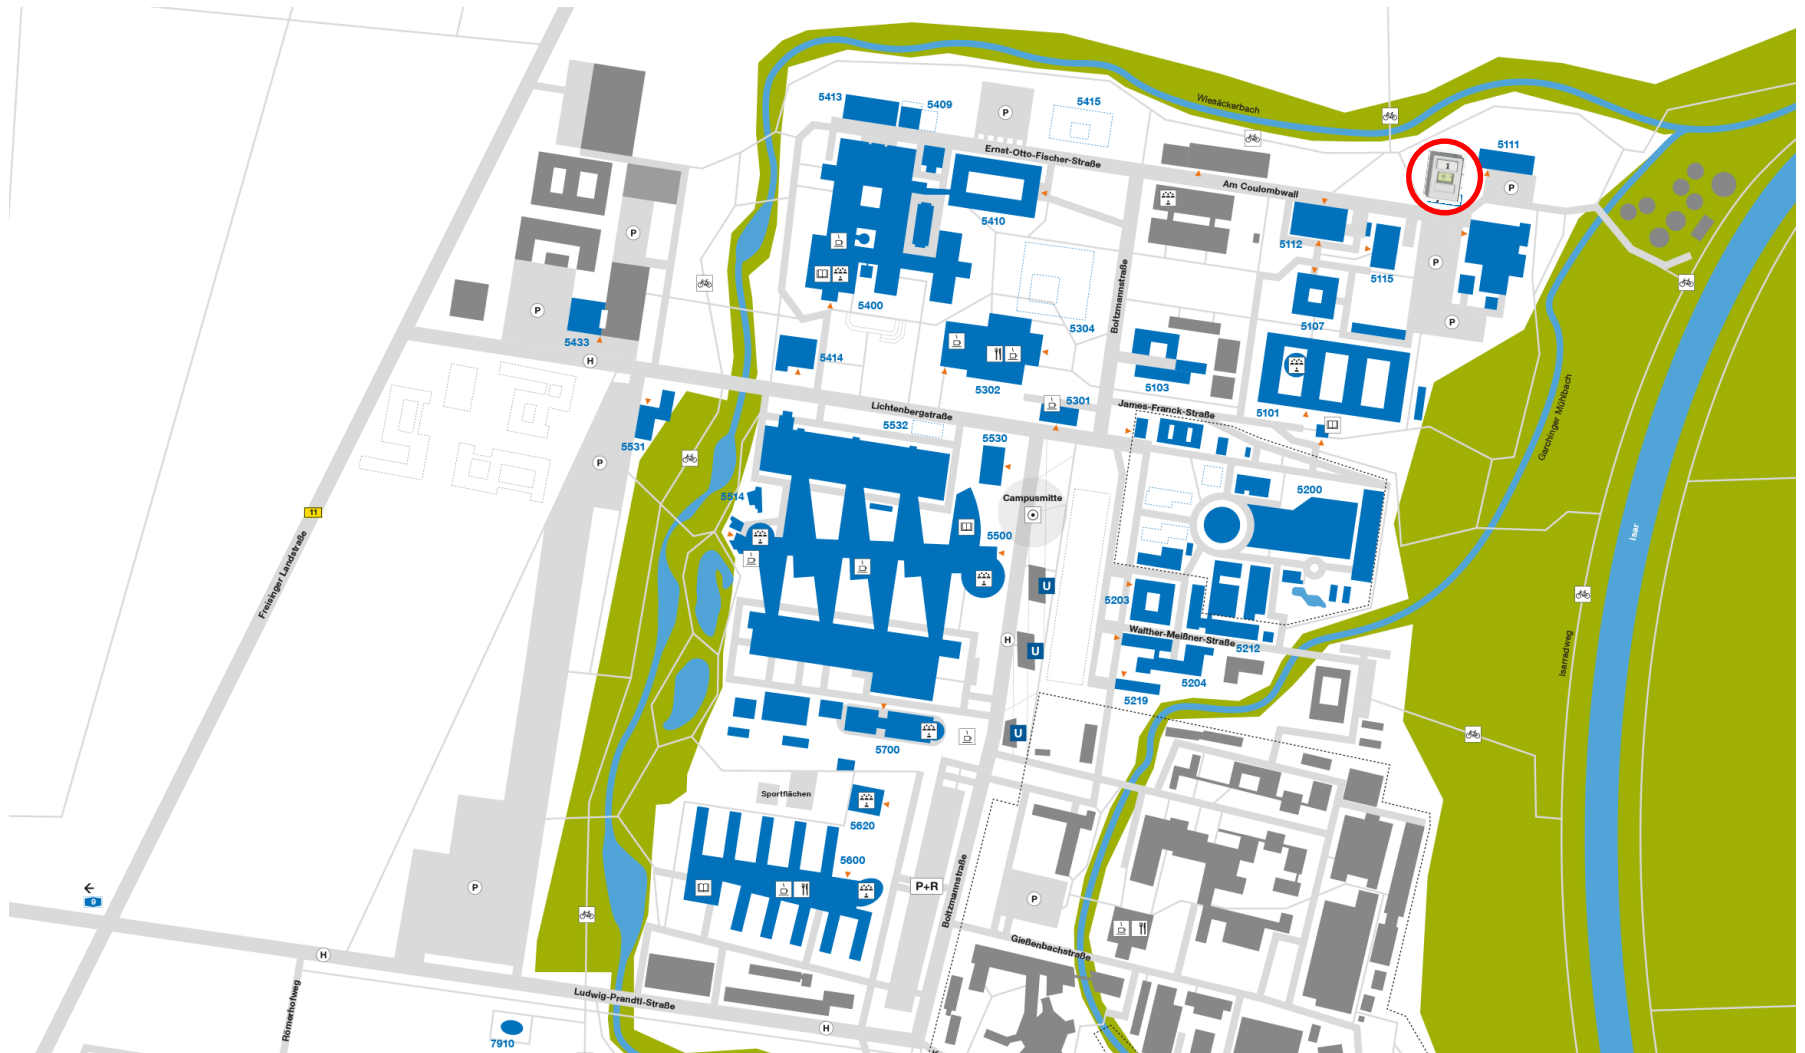 Wiesäckerbach
5413
5409
5415
P
Ernst-Otto-Fischer-Straße
5111
1
Am Coulombwall
P
5410
P
5112
5115
P
5400
Boltzmannstraße
5304
5107
P
P
5433
H
5414
5302
5103
Lichtenbergstraße
5301
James-Franck-Straße
5101
5532
5530
5531
P
Garchinger Mühlbach
5514
Campusmitte
5200
11
5500
Isar
Freisinger Landstraße
U
5203
H
U
Walther-Meißner-Straße
5212
5204
5219
Isarradweg
U
5700
Sportflächen
5620
5600
P+R
Boltzmannstraße
P
P
9
Gießenbachstraße
H
Römerhofweg
Ludwig-Prandtl-Straße
H
7910